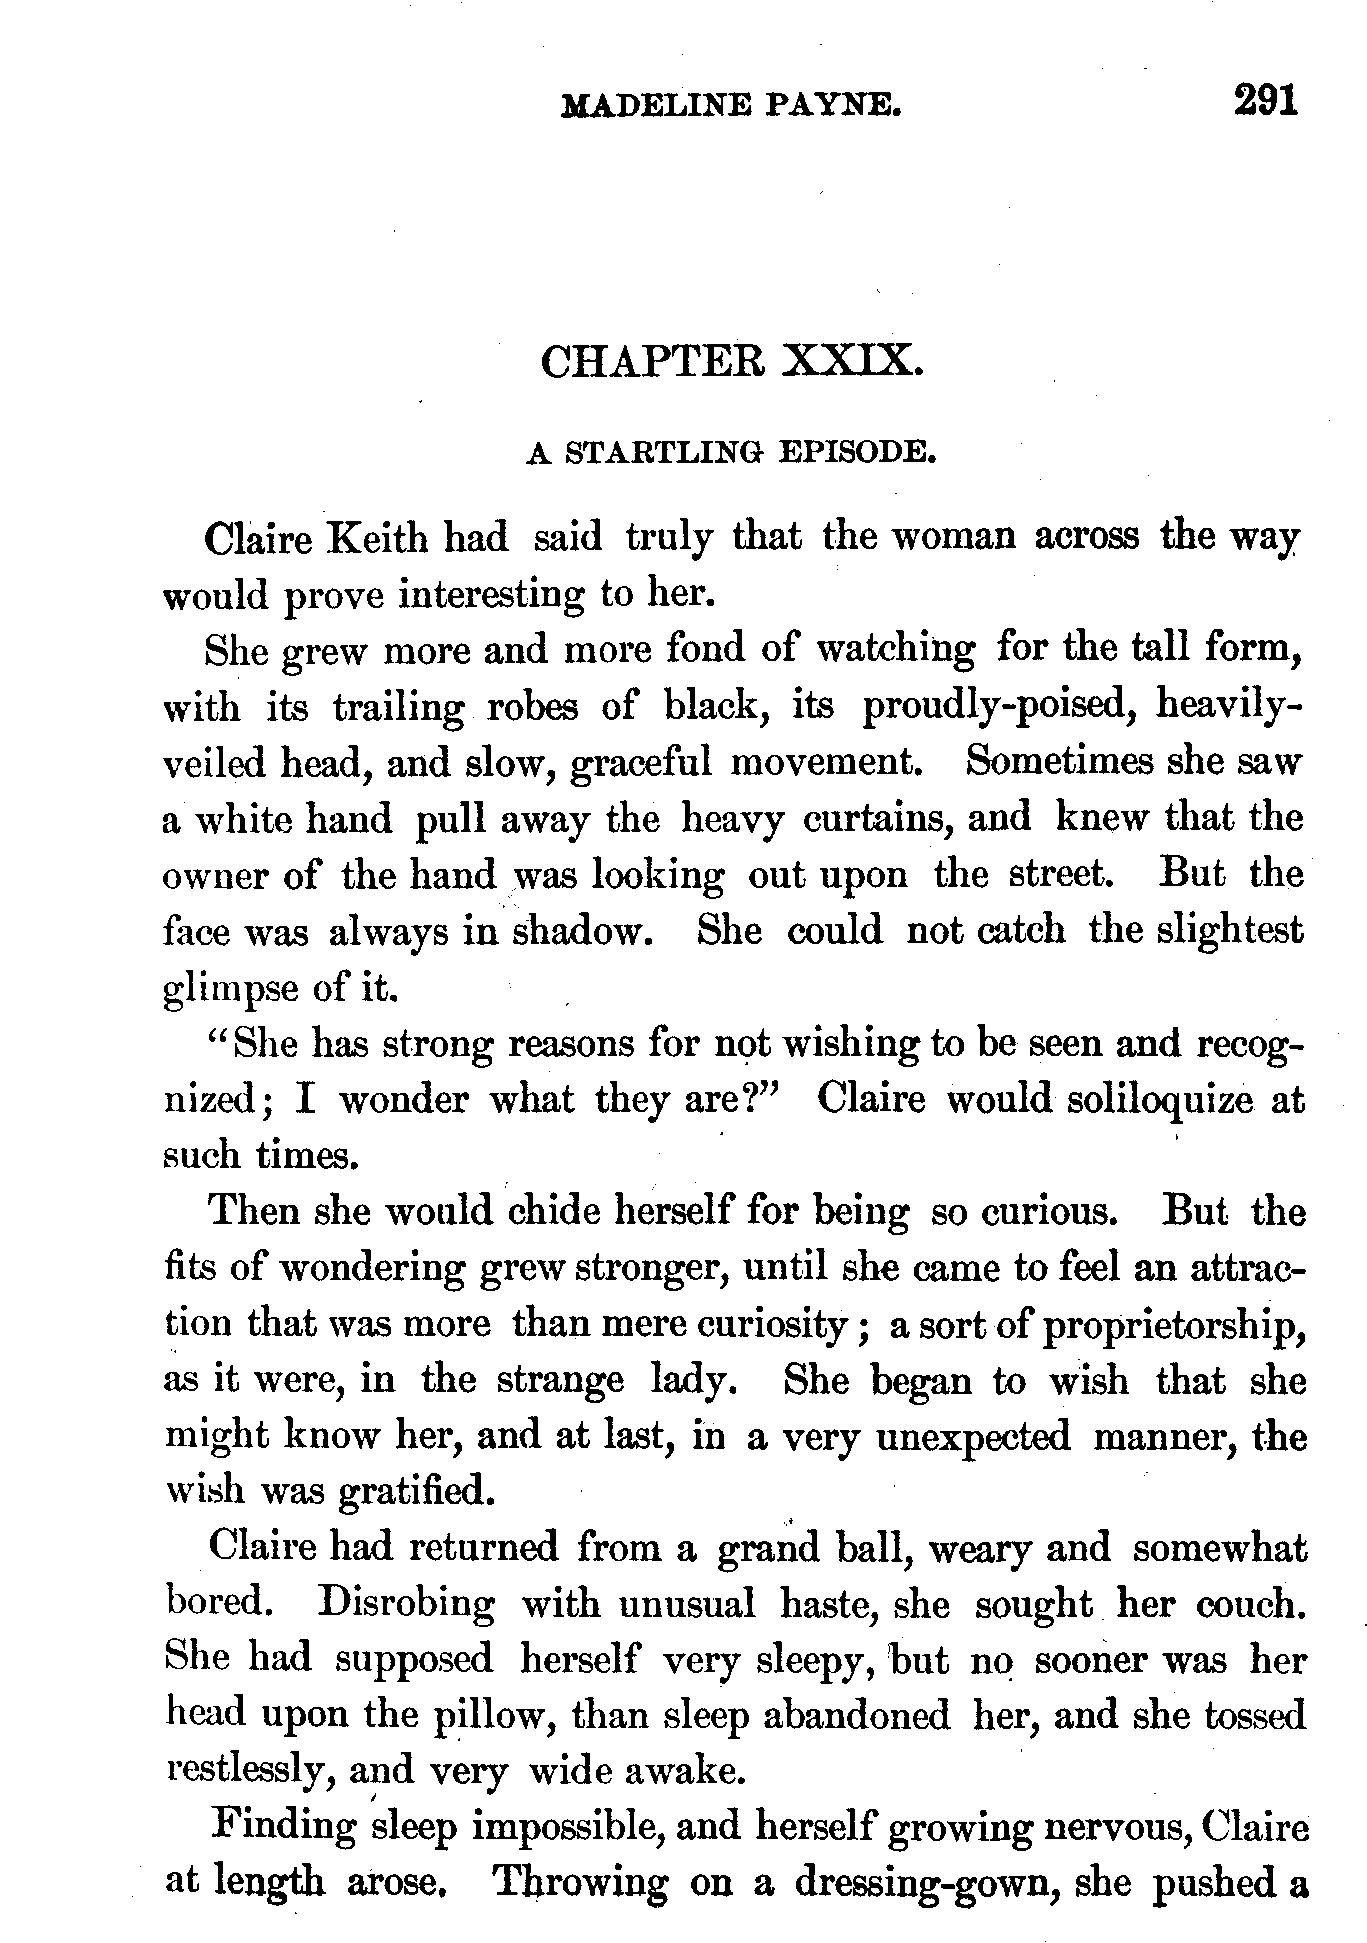 MADELINE PAYNE. 291
CHAPTER XXIX.
A STARTLING EPISODE.
Claire Keith had said truly that the woman across the way
would prove interesting to her.
She grew more and more fond of watching for the tall form,
with its trailing robes of black, its proudly-poised, heavily-
veiled head, and slow, graceful movement. Sometimes she saw
a white hand pull away the heavy curtains, and knew that the
owner of the hand was looking out upon the street. But the
face was always in shadow. She could not catch the slightest
glimpse of it.
"She has strong reasons for not wishing to be seen and recog-
nized; I wonder what they are?" Claire would soliloquize at
such times.
Then she would chide herself for being so curious. But the
fits of wondering grew stronger, until she came to feel an attrac-
tion that was more than mere curiosity; a sort of proprietorship,
as it were, in the strange lady. She began to wish that she
might know her, and at last, in a very unexpected manner, the
wish was gratified.
Claire had returned from a grand ball, weary and somewhat
bored. Disrobing with unusual haste, she sought her couch.
She had supposed herself very sleepy, but no sooner was her
head upon the pillow, than sleep abandoned her, and she tossed
restlessly, and very wide awake.
Finding sleep impossible, and herself growing nervous, Claire
at length arose. Throwing on a dressing-gown, she pushed a